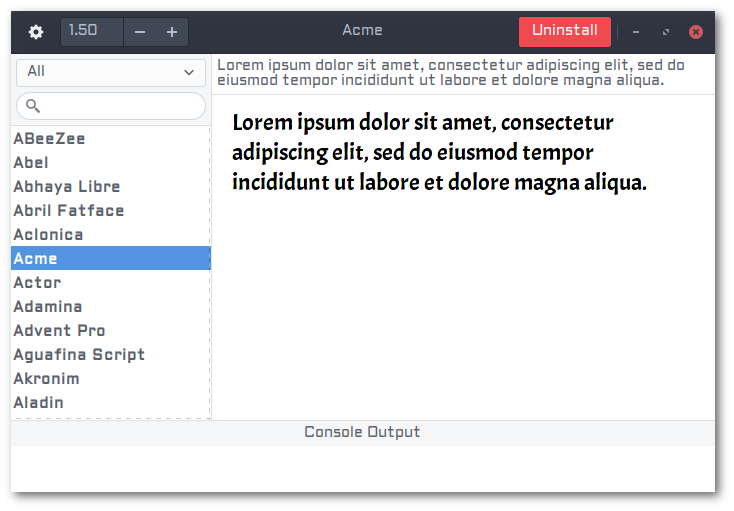 1.50
Acme
Uninstall
All
Lorem ipsum dolor sit amet, consectetur adipiscing elit, sed do
eiusmod tempor incididunt ut labore et dolore magna aliqua.
ABeeZee
Abel
Abhaya Libre
Abril Fatface
Aclonica
Acme
Actor
Adamina
Advent Pro
Aguafina Script
Akronim
Aladin
Lorem ipsum dolor sit amet, consectetur
adipiscing elit, sed do eiusmod tempor
incididunt ut labore et dolore magna aliqua.
Console Output